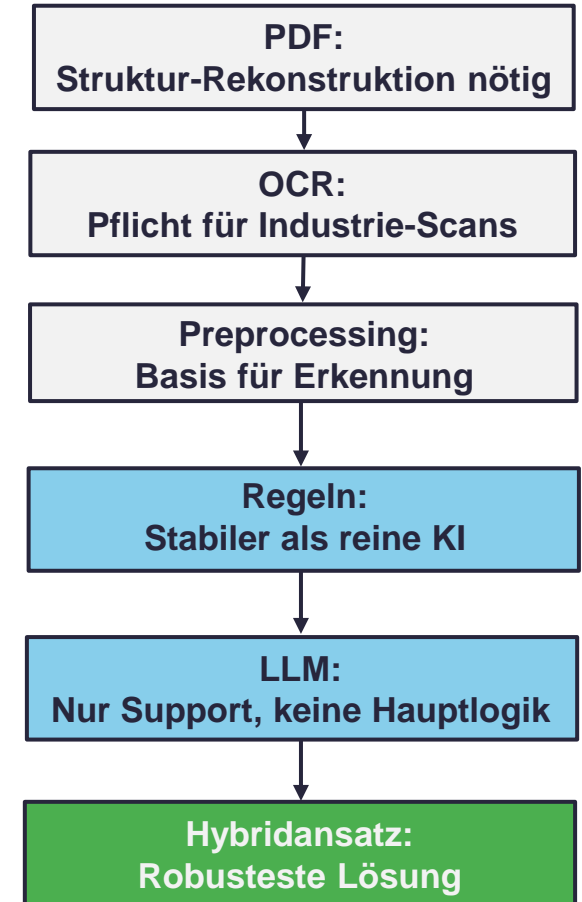 PDF:
Struktur-Rekonstruktion nötig
OCR:
Pflicht für Industrie-Scans
Preprocessing:
Basis für Erkennung
Regeln:
Stabiler als reine KI
LLM:
Nur Support, keine Hauptlogik
Hybridansatz:
Robusteste Lösung